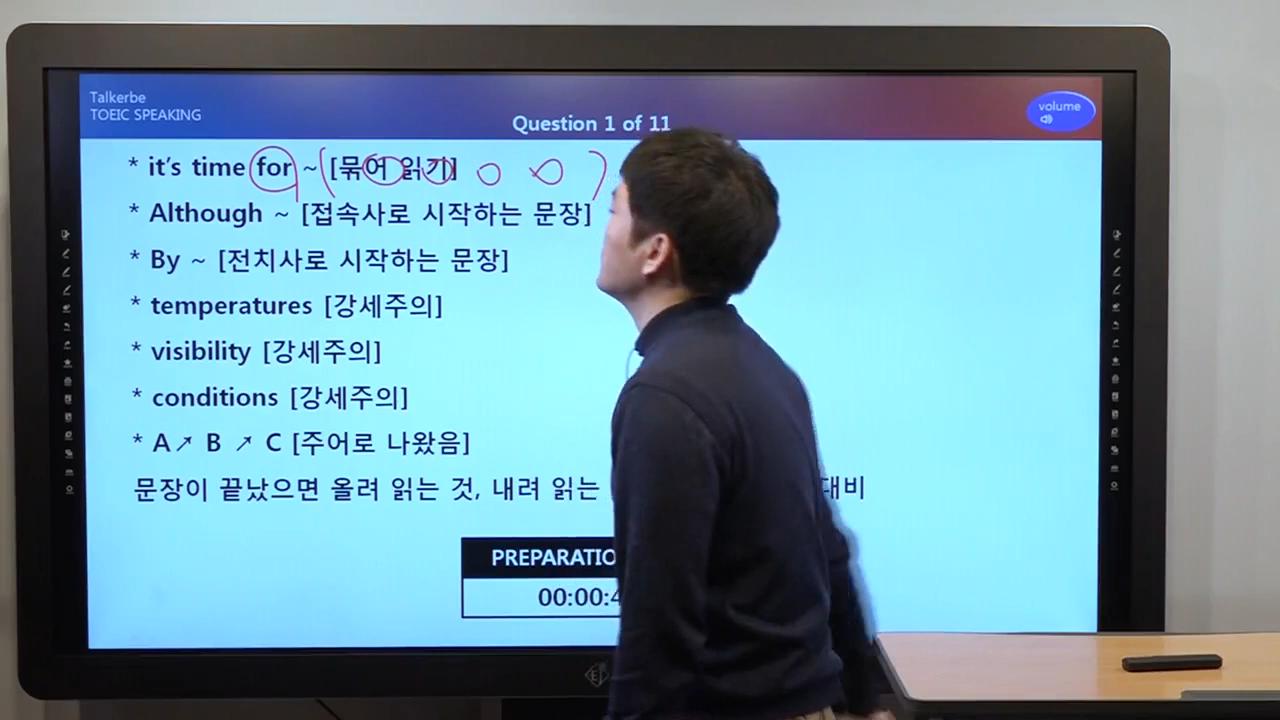 Talkerbe
TOEIC SPEAKING
Question 1 of 11
volume
* it's time for ~ [묶어 읽기]
* Although ~ [접속사로 시작하는 문장]
* By ~ [전치사로 시작하는 문장]
* temperatures [강세주의]
* visibility [강세주의]
* conditions [강세주의]
* A↗ B ↗ C [주어로 나왔음]
문장이 끝났으면 올려 읽는 것, 내려 읽는 대비
PREPARATIO
00:00:4